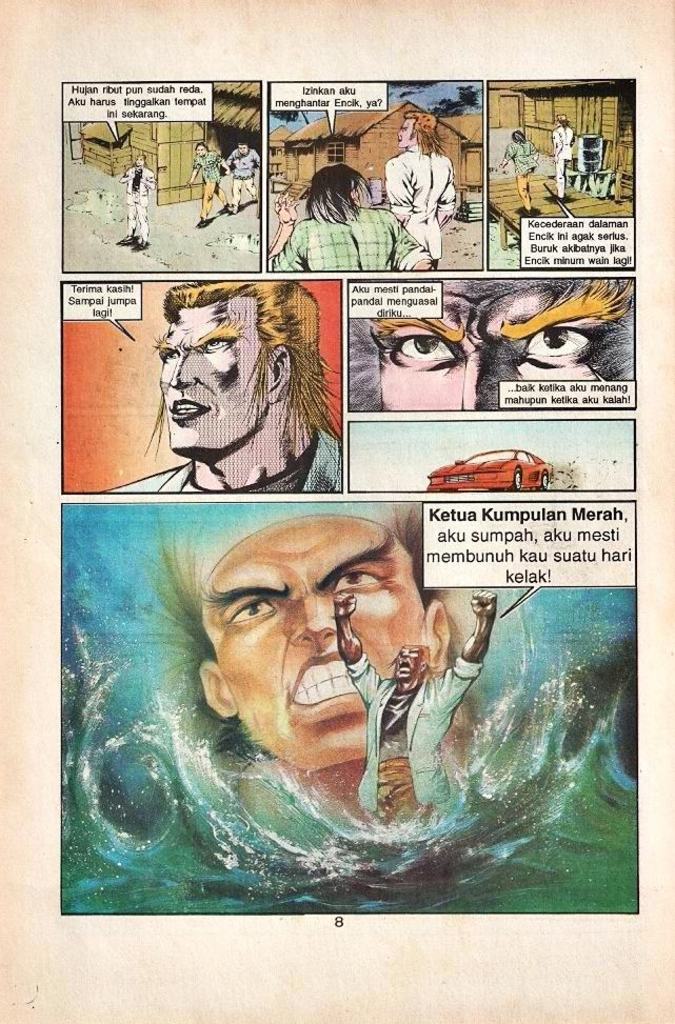 Hujan ribut pun sudah reda.
Aku harus tinggalkan tempat
ini sekarang.
Izinkan aku
menghantar Encik, ya?
Kecederaan dalaman
Encik ini agak serius.
Buruk akibatnya jika
Encik minum wain lagi!
Terima kasih!
Sampai jumpa
lagi!
Aku mesti pandai-
pandai menguasai
diriku...
...baik ketika aku menang
mahupun ketika aku kalah!
Ketua Kumpulan Merah,
aku sumpah, aku mesti
membunuh kau suatu hari
kelak!
8